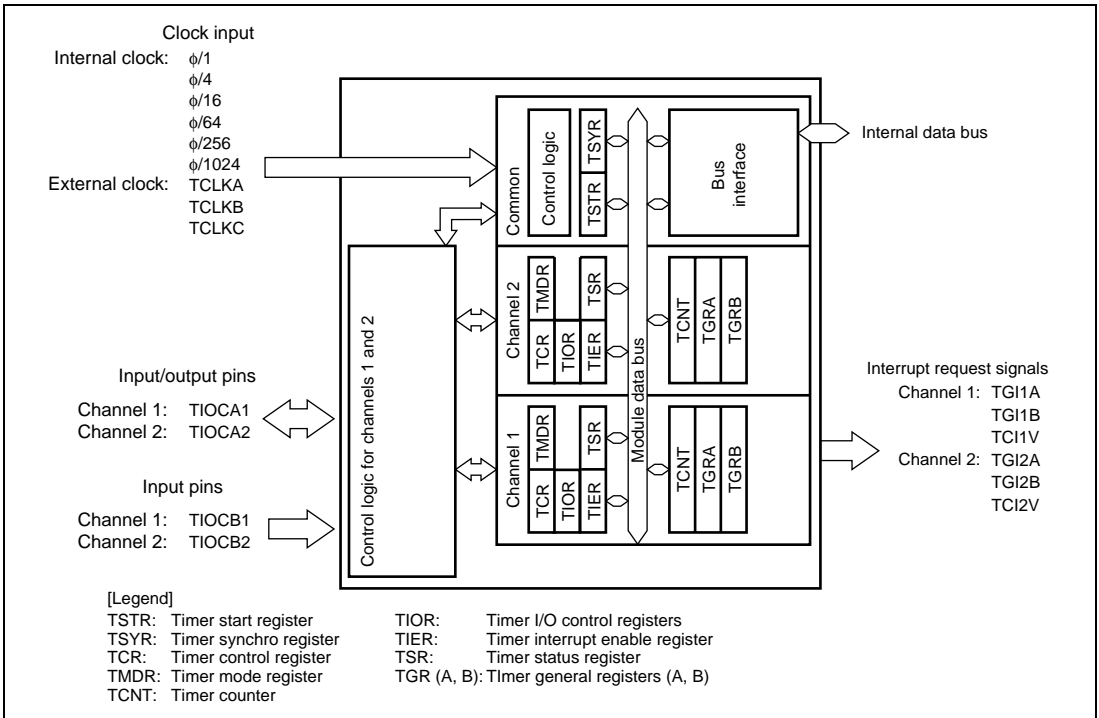 Clock input
Internal clock: ϕ/1
ϕ/4
ϕ/16
ϕ/64
ϕ/256
ϕ/1024
External clock: TCLKA
TCLKB
TCLKC
Input/output pins
Channel 1: TIOCA1
Channel 2: TIOCA2
Input pins
Channel 1: TIOCB1
Channel 2: TIOCB2
Control logic for channels 1 and 2
Common
Control logic
TSYR
TSTR
Bus
interface
Internal data bus
Channel 2
TMDR
TSR
TCR
TIOR
TIER
TCNT
TGRA
TGRB
Module data bus
Channel 1
TMDR
TSR
TCR
TIOR
TIER
TCNT
TGRA
TGRB
Interrupt request signals
Channel 1: TGI1A
TGI1B
TCI1V
Channel 2: TGI2A
TGI2B
TCI2V
[Legend]
TSTR: Timer start register
TSYR: Timer synchro register
TCR: Timer control register
TMDR: Timer mode register
TCNT: Timer counter
TIOR: Timer I/O control registers
TIER: Timer interrupt enable register
TSR: Timer status register
TGR (A, B): TImer general registers (A, B)